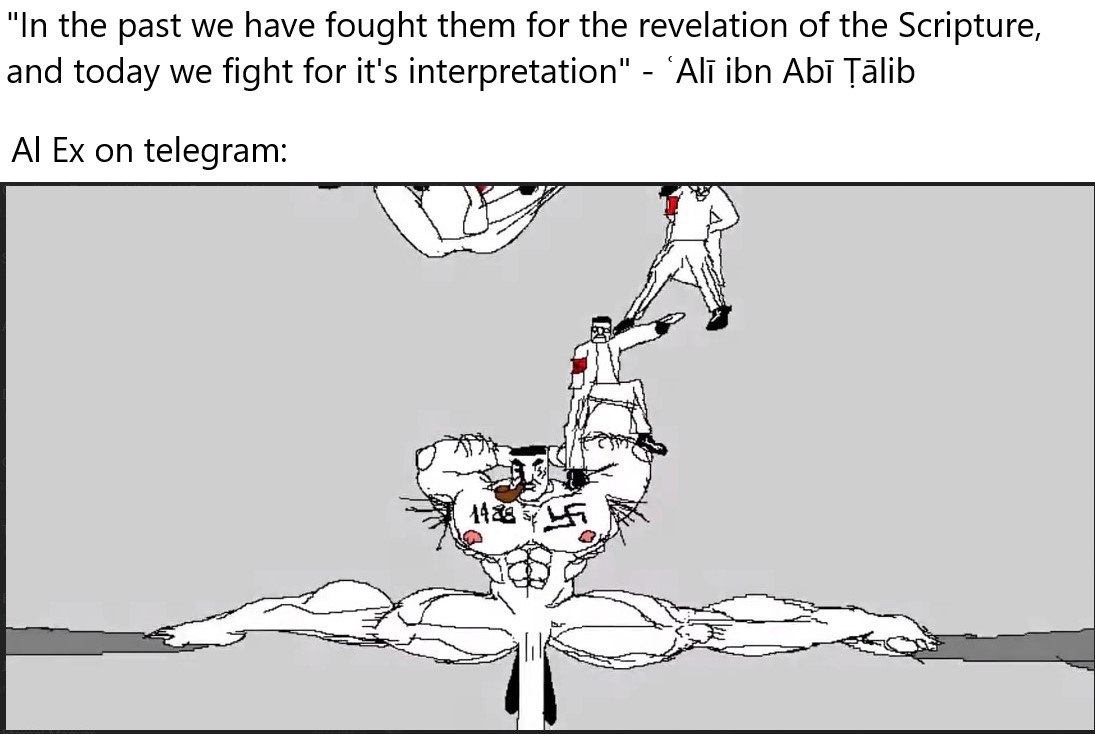 "In the past we have fought them for the revelation of the Scripture,
and today we fight for it's interpretation" - ʿAlī ibn Abī Ṭālib
Al Ex on telegram:
1488